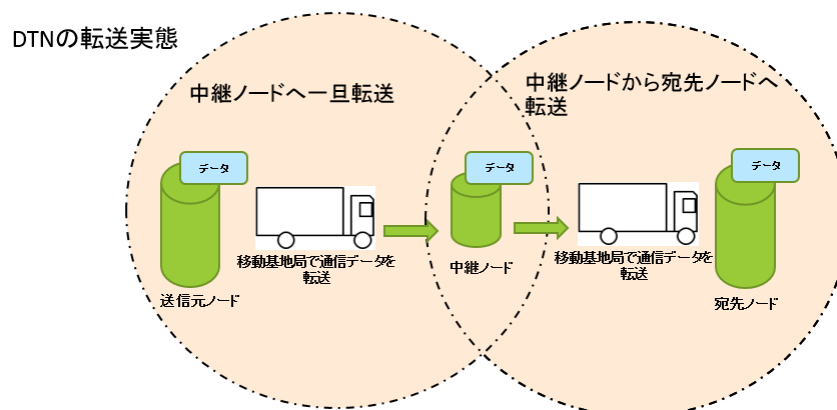 DTNの転送実態
中継ノードへ一旦転送
中継ノードから宛先ノードへ
転送
データ
データ
データ
移動基地局で通信データを
転送
中継ノード
移動基地局で通信データを
転送
送信元ノード
宛先ノード